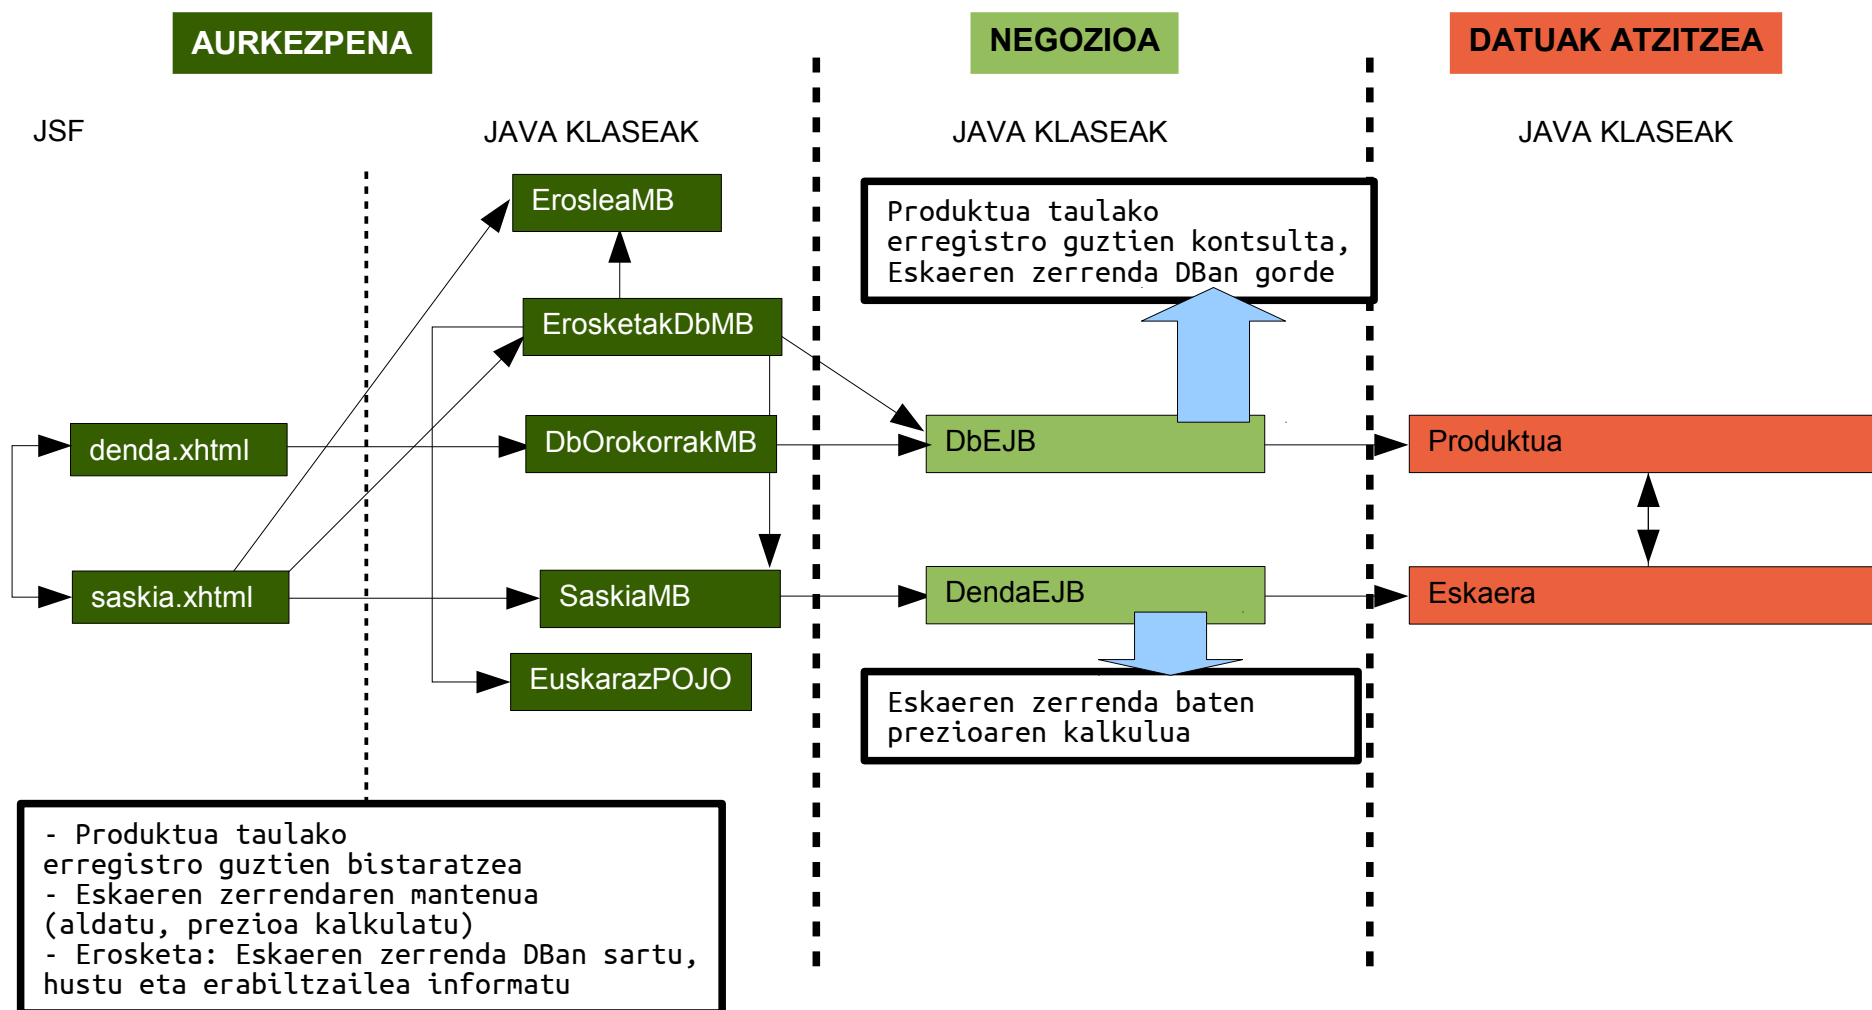 AURKEZPENA
NEGOZIOA
DATUAK ATZITZEA
JSF
JAVA KLASEAK
JAVA KLASEAK
JAVA KLASEAK
ErosleaMB
Produktua taulako
erregistro guztien kontsulta,
Eskaeren zerrenda DBan gorde
ErosketakDbMB
denda.xhtml
DbOrokorrakMB
DbEJB
Produktua
saskia.xhtml
SaskiaMB
DendaEJB
Eskaera
EuskarazPOJO
Eskaeren zerrenda baten
prezioaren kalkulua
- Produktua taulako
erregistro guztien bistaratzea
- Eskaeren zerrendaren mantenua
(aldatu, prezioa kalkulatu)
- Erosketa: Eskaeren zerrenda DBan sartu,
hustu eta erabiltzailea informatu